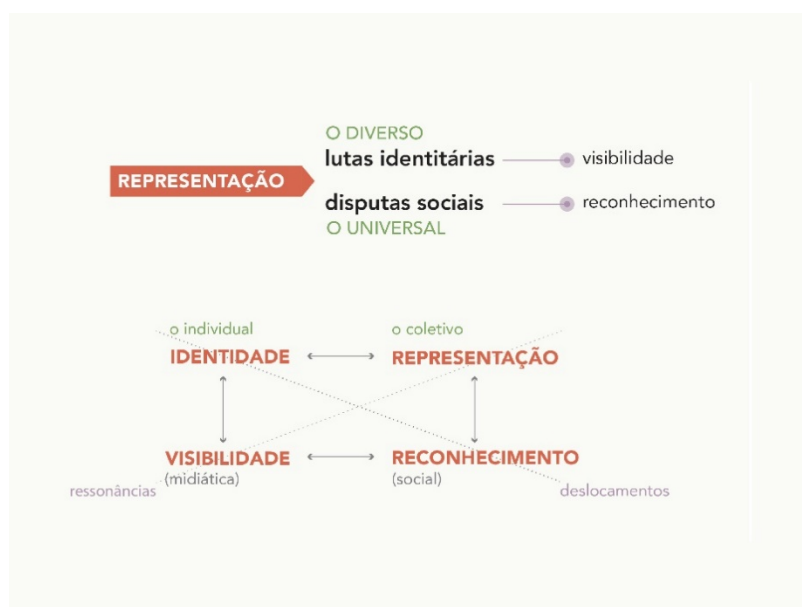 O DIVERSO
lutas identitárias visibilidade
REPRESENTAÇÃO
disputas sociais reconhecimento
O UNIVERSAL
o individual o coletivo
IDENTIDADE REPRESENTAÇÃO
VISIBILIDADE RECONHECIMENTO
(midiática) (social)
ressonâncias deslocamentos